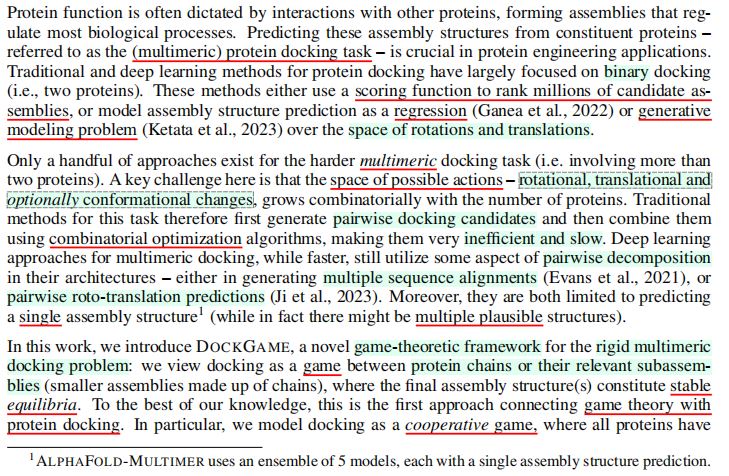 Protein function is often dictated by interactions with other proteins, forming assemblies that reg-
ulate most biological processes. Predicting these assembly structures from constituent proteins –
referred to as the (multimeric) protein docking task – is crucial in protein engineering applications.
Traditional and deep learning methods for protein docking have largely focused on binary docking
(i.e., two proteins). These methods either use a scoring function to rank millions of candidate as-
semblies, or model assembly structure prediction as a regression (Ganea et al., 2022) or generative
modeling problem (Ketata et al., 2023) over the space of rotations and translations.
Only a handful of approaches exist for the harder multimeric docking task (i.e. involving more than
two proteins). A key challenge here is that the space of possible actions – rotational, translational and
optionally conformational changes, grows combinatorially with the number of proteins. Traditional
methods for this task therefore first generate pairwise docking candidates and then combine them
using combinatorial optimization algorithms, making them very inefficient and slow. Deep learning
approaches for multimeric docking, while faster, still utilize some aspect of pairwise decomposition
in their architectures – either in generating multiple sequence alignments (Evans et al., 2021), or
pairwise roto-translation predictions (Ji et al., 2023). Moreover, they are both limited to predicting
a single assembly structure1 (while in fact there might be multiple plausible structures).
In this work, we introduce DOCKGAME, a novel game-theoretic framework for the rigid multimeric
docking problem: we view docking as a game between protein chains or their relevant subassem-
blies (smaller assemblies made up of chains), where the final assembly structure(s) constitute stable
equilibria. To the best of our knowledge, this is the first approach connecting game theory with
protein docking. In particular, we model docking as a cooperative game, where all proteins have
1ALPHAFOLD-MULTIMER uses an ensemble of 5 models, each with a single assembly structure prediction.